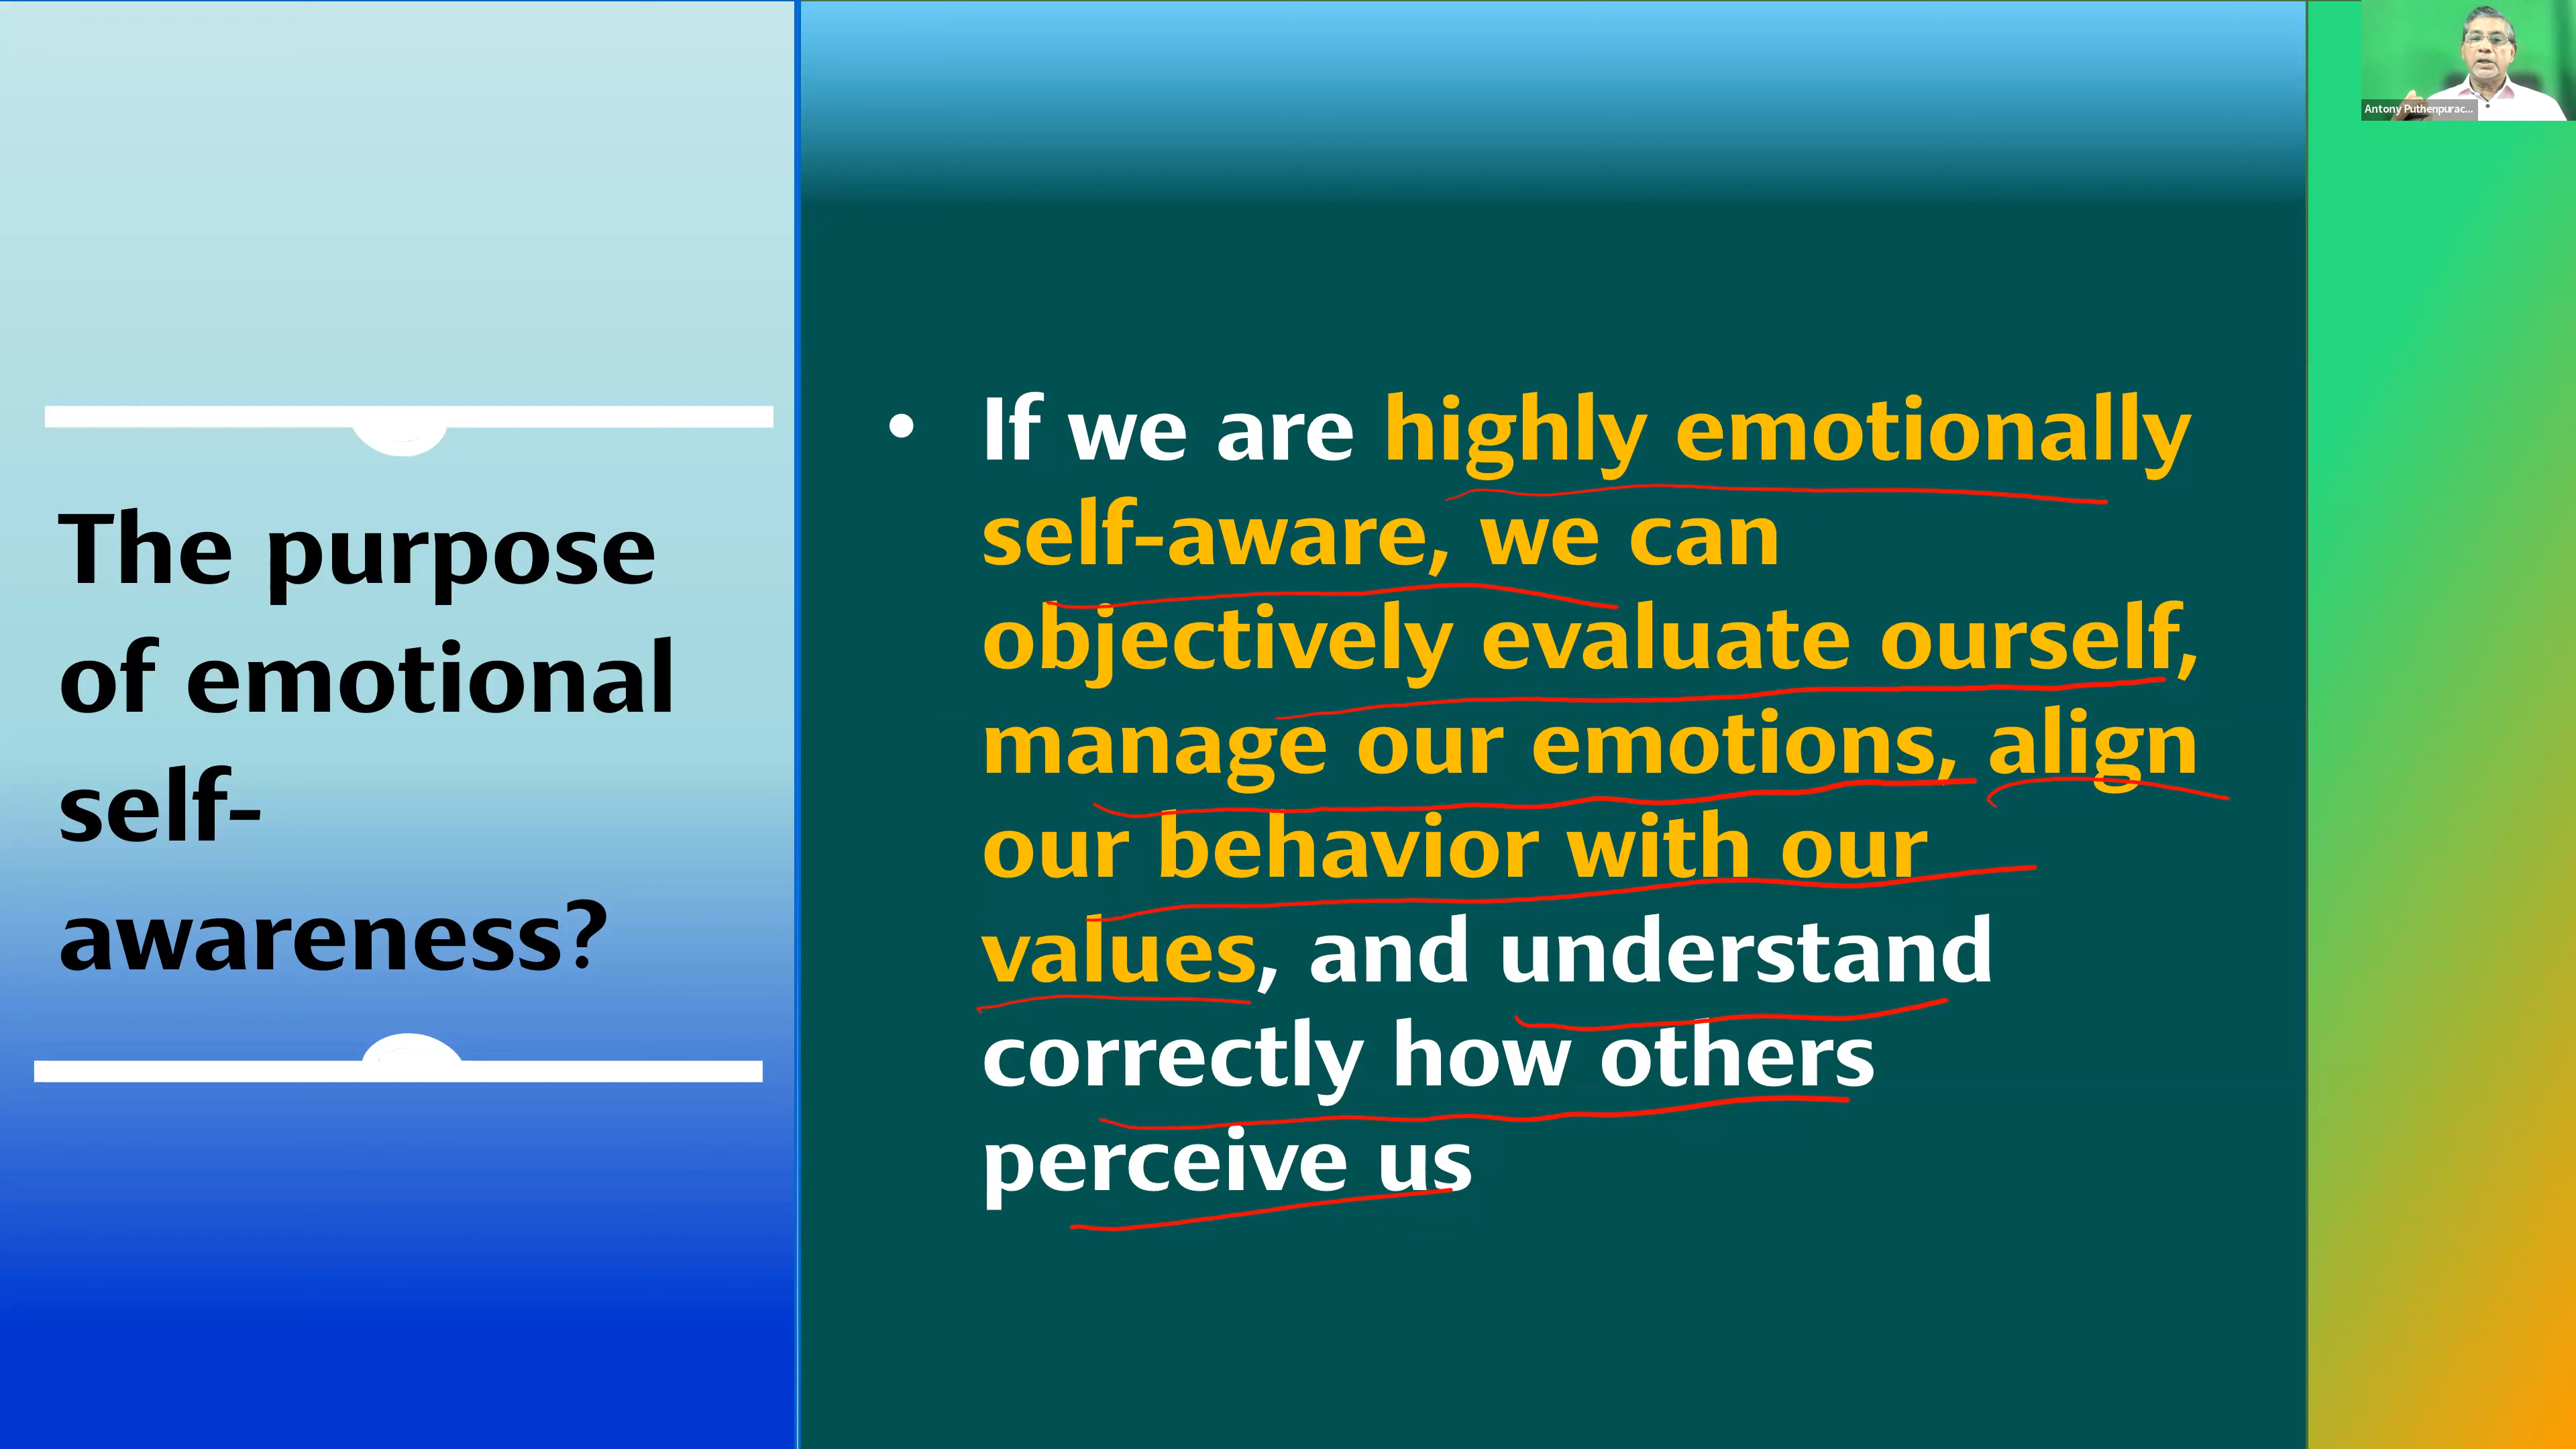 The purpose
of emotional
self-
awareness?
• If we are highly emotionally
self-aware, we can
objectively evaluate ourself,
manage our emotions, align
our behavior with our
values, and understand
correctly how others
perceive us
Antony Puthenpurac...